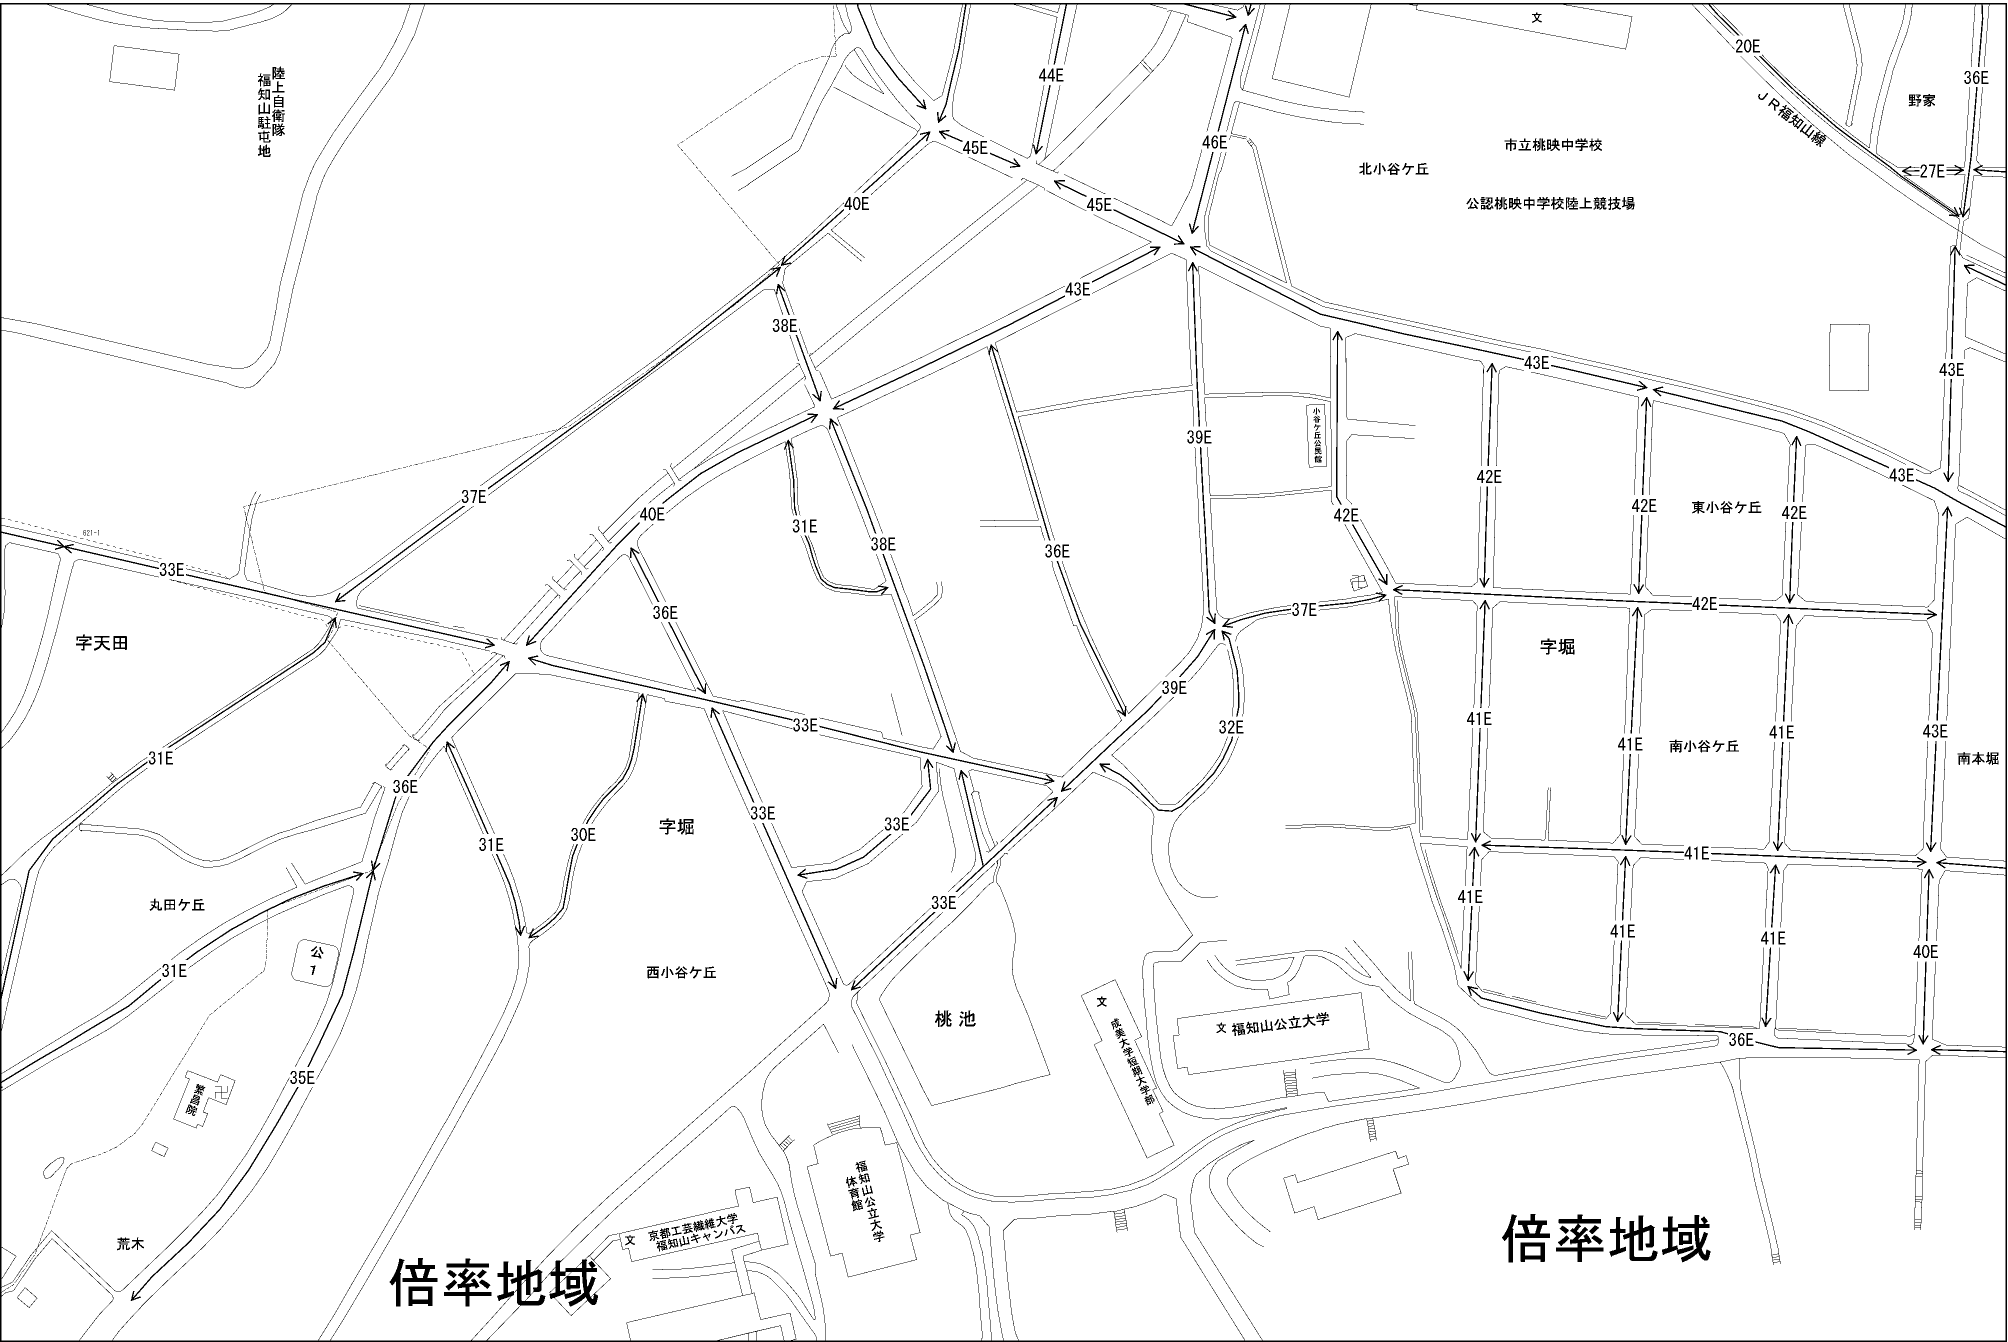 文
20E
44E
36E
陸上自衛隊
福知山駐屯地
野家
JR福知山線
46E
45E
市立桃映中学校
北小谷ケ丘
27E
40E
45E
公認桃映中学校陸上競技場
43E
38E
43E
43E
小谷ケ丘公民館
39E
42E
43E
37E
40E
42E
42E
東小谷ケ丘
42E
31E
621-1
38E
36E
33E
42E
37E
36E
字天田
字堀
39E
33E
32E
41E
43E
41E
41E
南小谷ケ丘
南本堀
31E
36E
33E
字堀
33E
30E
31E
41E
41E
33E
丸田ケ丘
41E
41E
40E
公
1
31E
西小谷ケ丘
文
成美大学短期大学部
桃池
文 福知山公立大学
36E
35E
繁昌院
福知山公立大学
体育館
文
京都工芸繊維大学
福知山キャンパス
荒木
倍率地域
倍率地域